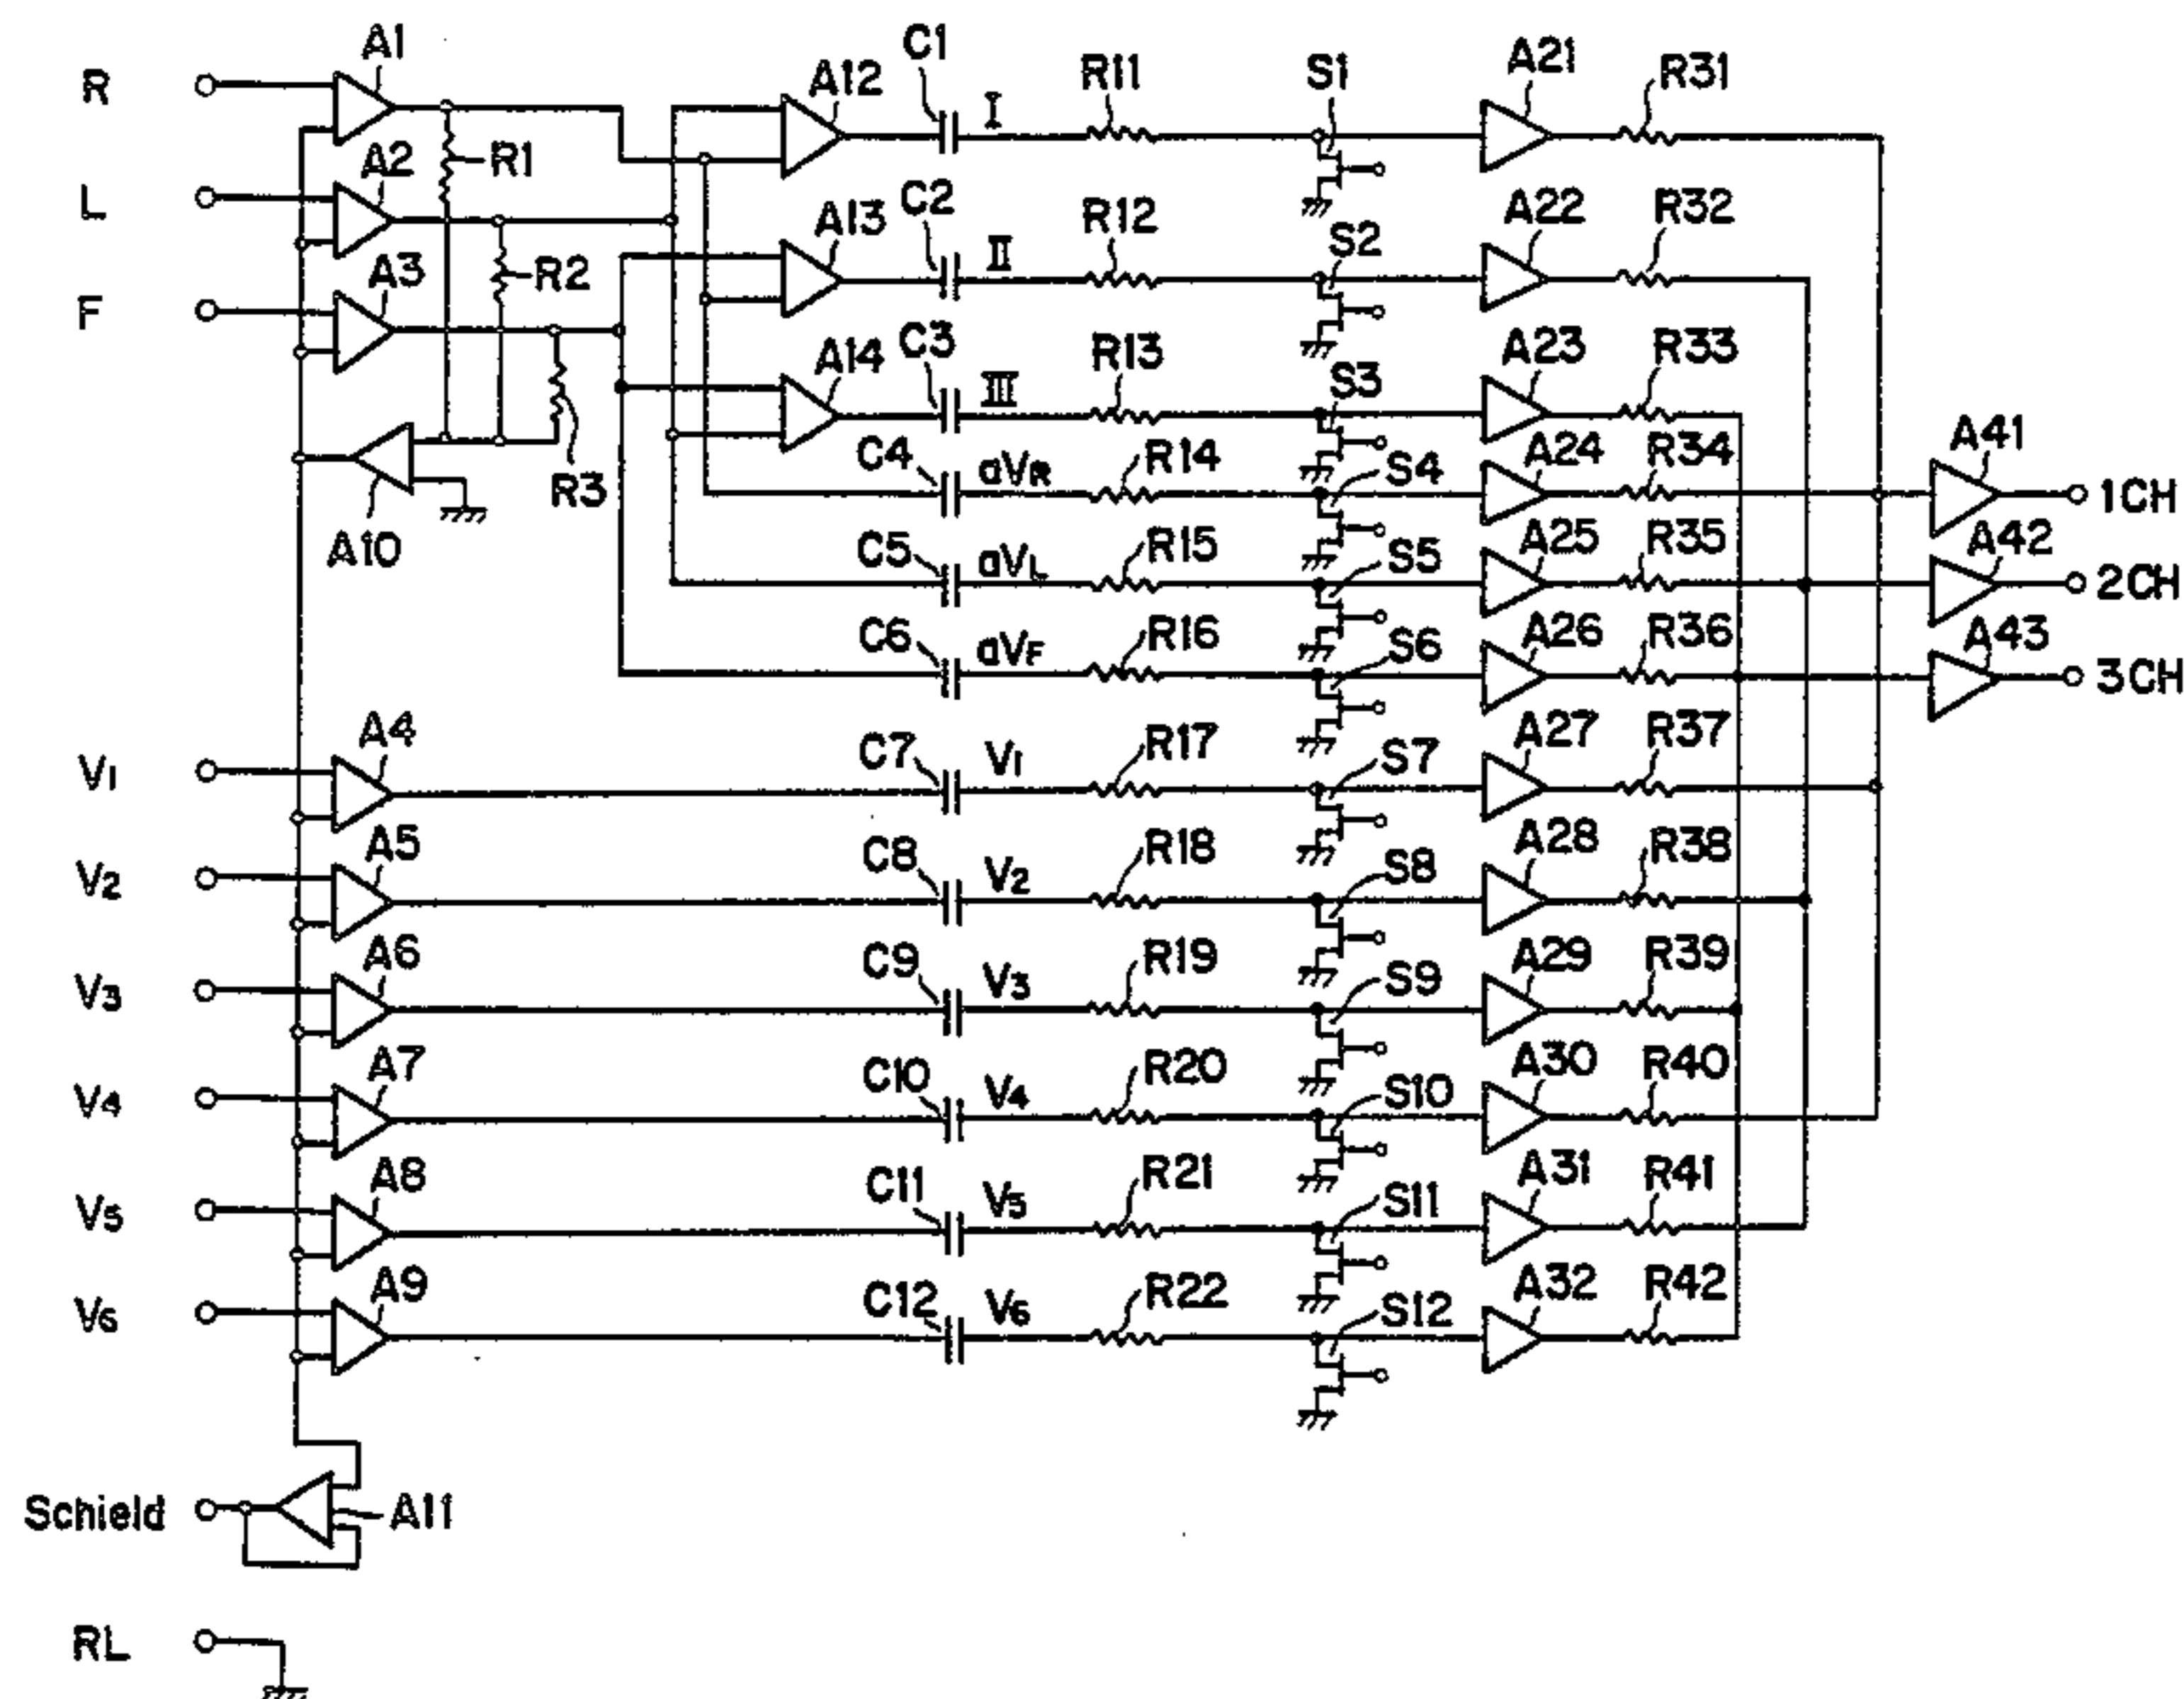 R
A1
A12
C1
I
R11
S1
A21
R31
L
A2
R1
A13
C2
II
R12
S2
A22
R32
F
A3
R2
A14
C3
III
R13
S3
A23
R33
A10
R3
C4
aVR
R14
S4
A24
R34
A41
1CH
C5
aVL
R15
S5
A25
R35
A42
2CH
C6
aVF
R16
S6
A26
R36
A43
3CH
V1
A4
C7
V1
R17
S7
A27
R37
V2
A5
C8
V2
R18
S8
A28
R38
V3
A6
C9
V3
R19
S9
A29
R39
V4
A7
C10
V4
R20
S10
A30
R40
V5
A8
C11
V5
R21
S11
A31
R41
V6
A9
C12
V6
R22
S12
A32
R42
Schield
A11
RL